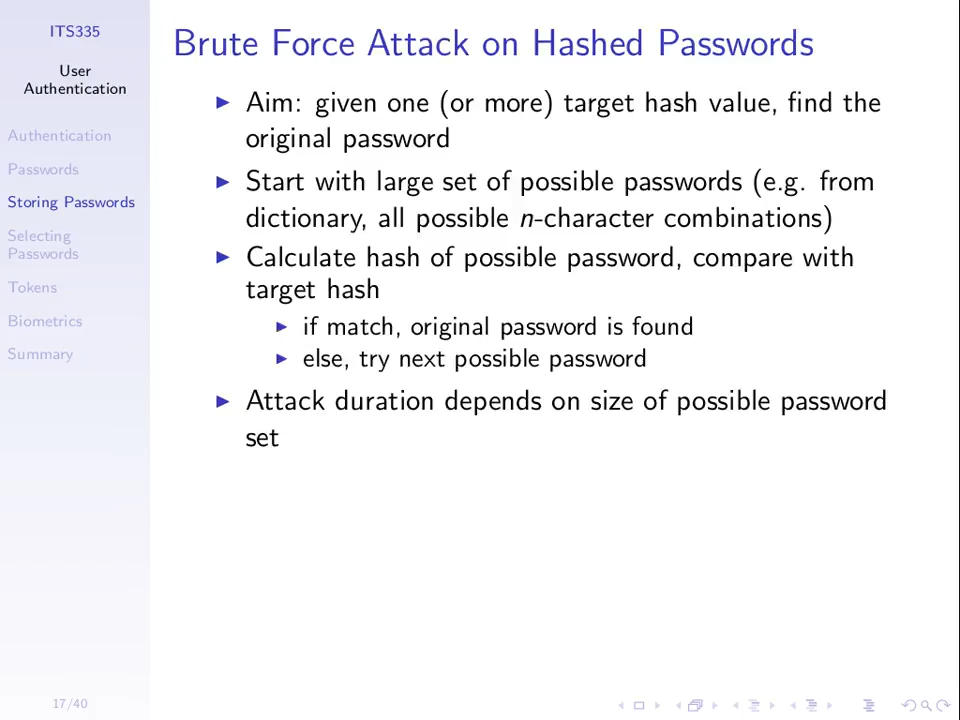 ITS335
User
Authentication
Authentication
Passwords
Storing Passwords
Selecting
Passwords
Tokens
Biometrics
Summary
17/40
Brute Force Attack on Hashed Passwords
Aim: given one (or more) target hash value, find the
original password
Start with large set of possible passwords (e.g. from
dictionary, all possible n-character combinations)
Calculate hash of possible password, compare with
target hash
if match, original password is found
else, try next possible password
Attack duration depends on size of possible password
set